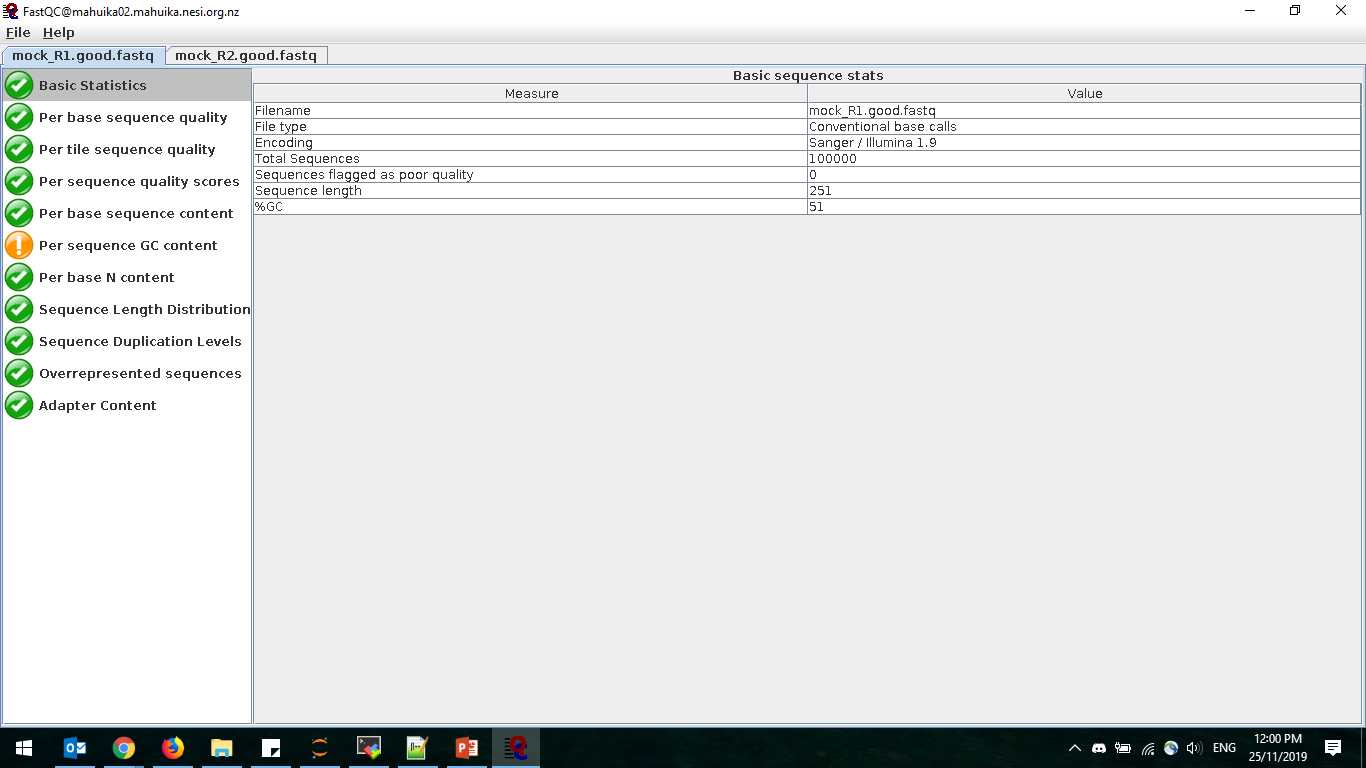 FastQC@mahuika02.mahuika.nesi.org.nz
File Help
mock_R1.good.fastq mock_R2.good.fastq
Basic Statistics
Per base sequence quality
Per tile sequence quality
Per sequence quality scores
Per base sequence content
Per sequence GC content
Per base N content
Sequence Length Distribution
Sequence Duplication Levels
Overrepresented sequences
Adapter Content
Basic sequence stats
Measure Value
Filename mock_R1.good.fastq
File type Conventional base calls
Encoding Sanger / Illumina 1.9
Total Sequences 100000
Sequences flagged as poor quality 0
Sequence length 251
%GC 51
ENG
12:00 PM
25/11/2019